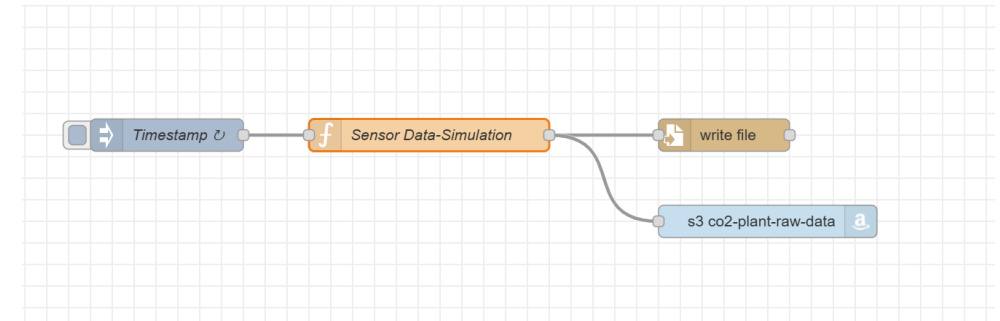 Timestamp ↻
Sensor Data-Simulation
write file
s3 co2-plant-raw-data